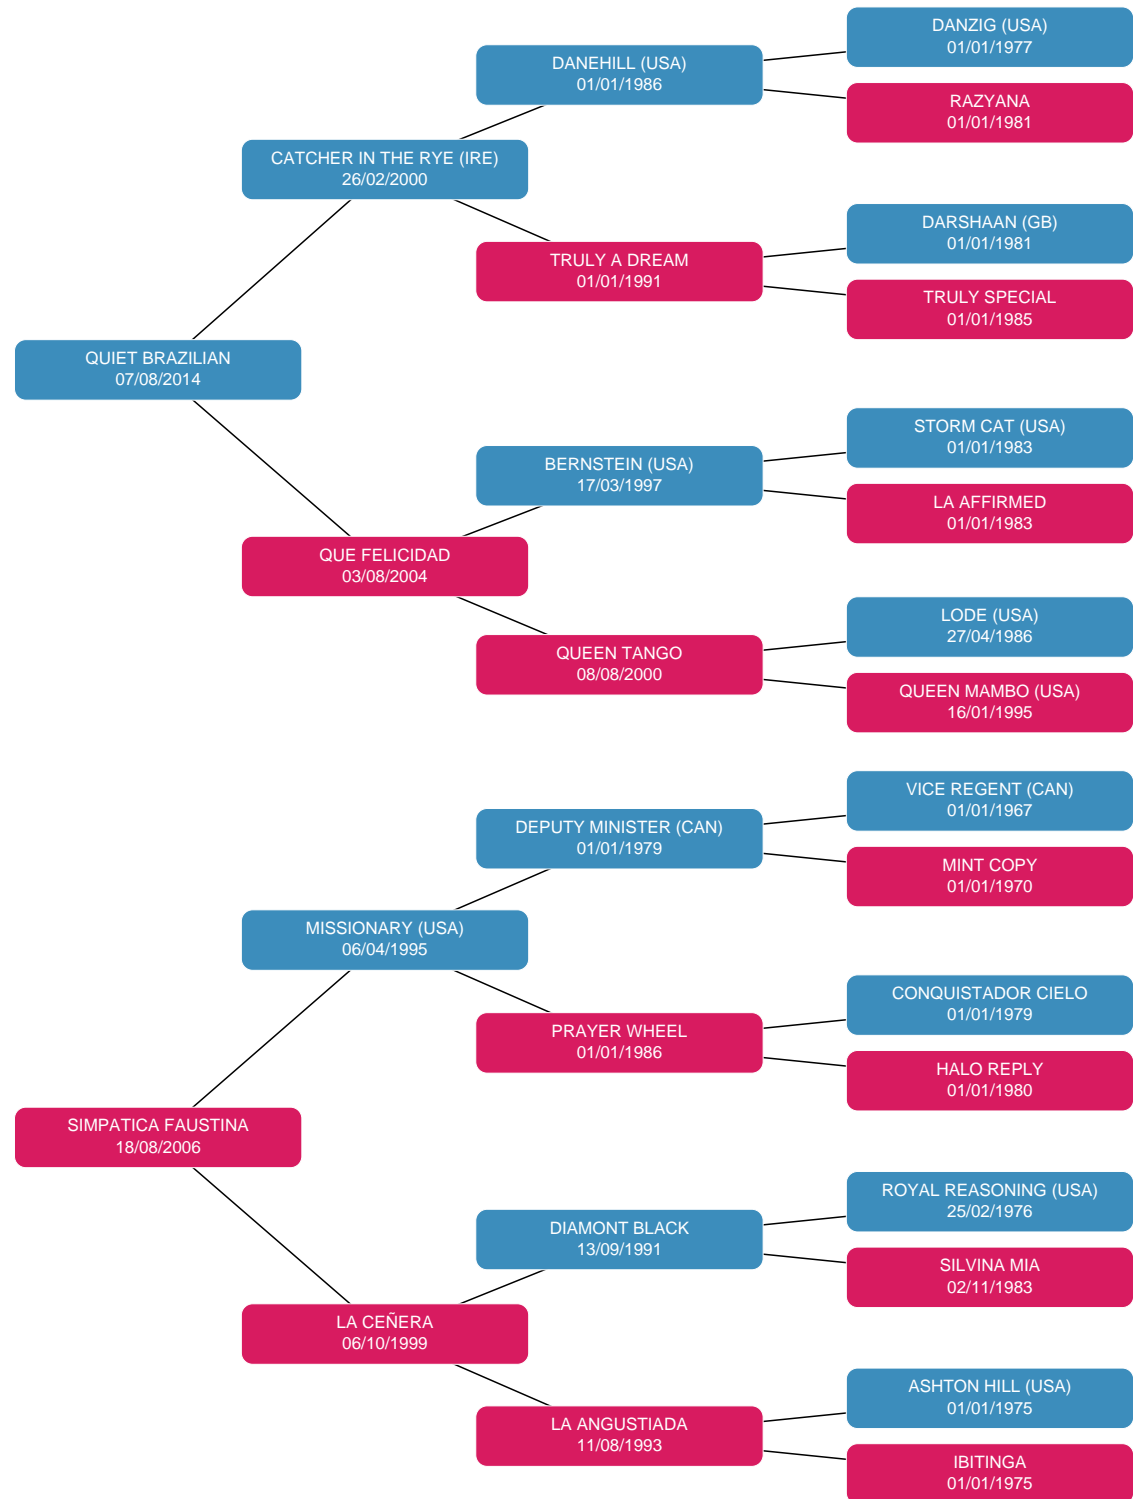 DANZIG (USA)
01/01/1977
DANEHILL (USA)
01/01/1986
RAZYANA
01/01/1981
CATCHER IN THE RYE (IRE)
26/02/2000
DARSHAAN (GB)
01/01/1981
TRULY A DREAM
01/01/1991
TRULY SPECIAL
01/01/1985
QUIET BRAZILIAN
07/08/2014
STORM CAT (USA)
01/01/1983
BERNSTEIN (USA)
17/03/1997
LA AFFIRMED
01/01/1983
QUE FELICIDAD
03/08/2004
LODE (USA)
27/04/1986
QUEEN TANGO
08/08/2000
QUEEN MAMBO (USA)
16/01/1995
VICE REGENT (CAN)
01/01/1967
DEPUTY MINISTER (CAN)
01/01/1979
MINT COPY
01/01/1970
MISSIONARY (USA)
06/04/1995
CONQUISTADOR CIELO
01/01/1979
PRAYER WHEEL
01/01/1986
HALO REPLY
01/01/1980
SIMPATICA FAUSTINA
18/08/2006
ROYAL REASONING (USA)
25/02/1976
DIAMONT BLACK
13/09/1991
SILVINA MIA
02/11/1983
LA CEÑERA
06/10/1999
ASHTON HILL (USA)
01/01/1975
LA ANGUSTIADA
11/08/1993
IBITINGA
01/01/1975